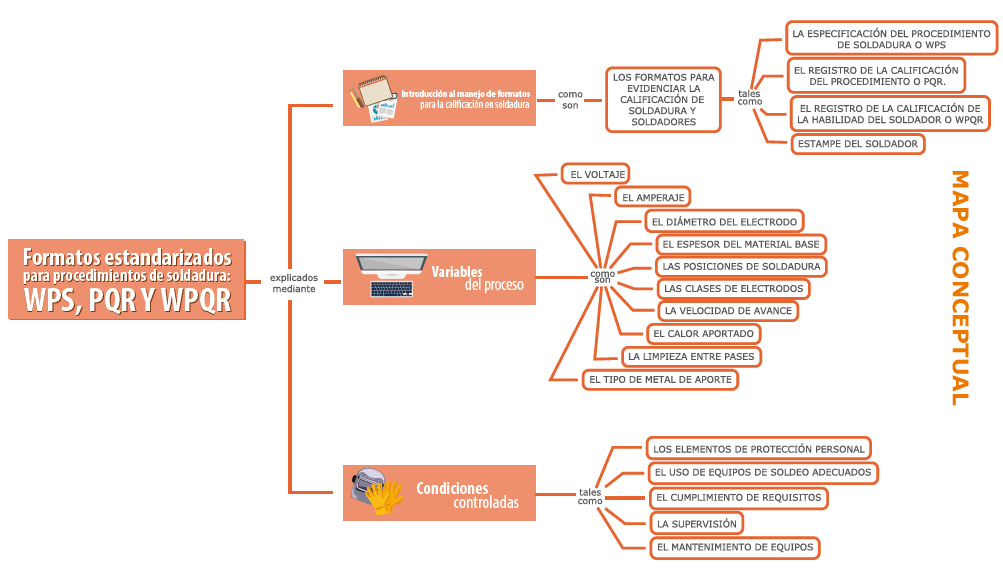 Formatos estandarizados
para procedimientos de soldadura:
WPS, PQR Y WPQR
explicados
mediante
Introducción al manejo de formatos
para la calificación en soldadura
como
son
LOS FORMATOS PARA
EVIDENCIAR LA
CALIFICACIÓN DE
SOLDADURA Y
SOLDADORES
tales
como
LA ESPECIFICACIÓN DEL PROCEDIMIENTO
DE SOLDADURA O WPS
EL REGISTRO DE LA CALIFICACIÓN
DEL PROCEDIMIENTO O PQR.
EL REGISTRO DE LA CALIFICACIÓN DE
LA HABILIDAD DEL SOLDADOR O WPQR
ESTAMPE DEL SOLDADOR
Variables
del proceso
como
son
EL VOLTAJE
EL AMPERAJE
EL DIÁMETRO DEL ELECTRODO
EL ESPESOR DEL MATERIAL BASE
LAS POSICIONES DE SOLDADURA
LAS CLASES DE ELECTRODOS
LA VELOCIDAD DE AVANCE
EL CALOR APORTADO
LA LIMPIEZA ENTRE PASES
EL TIPO DE METAL DE APORTE
Condiciones
controladas
tales
como
LOS ELEMENTOS DE PROTECCIÓN PERSONAL
EL USO DE EQUIPOS DE SOLDEO ADECUADOS
EL CUMPLIMIENTO DE REQUISITOS
LA SUPERVISIÓN
EL MANTENIMIENTO DE EQUIPOS
MAPA CONCEPTUAL